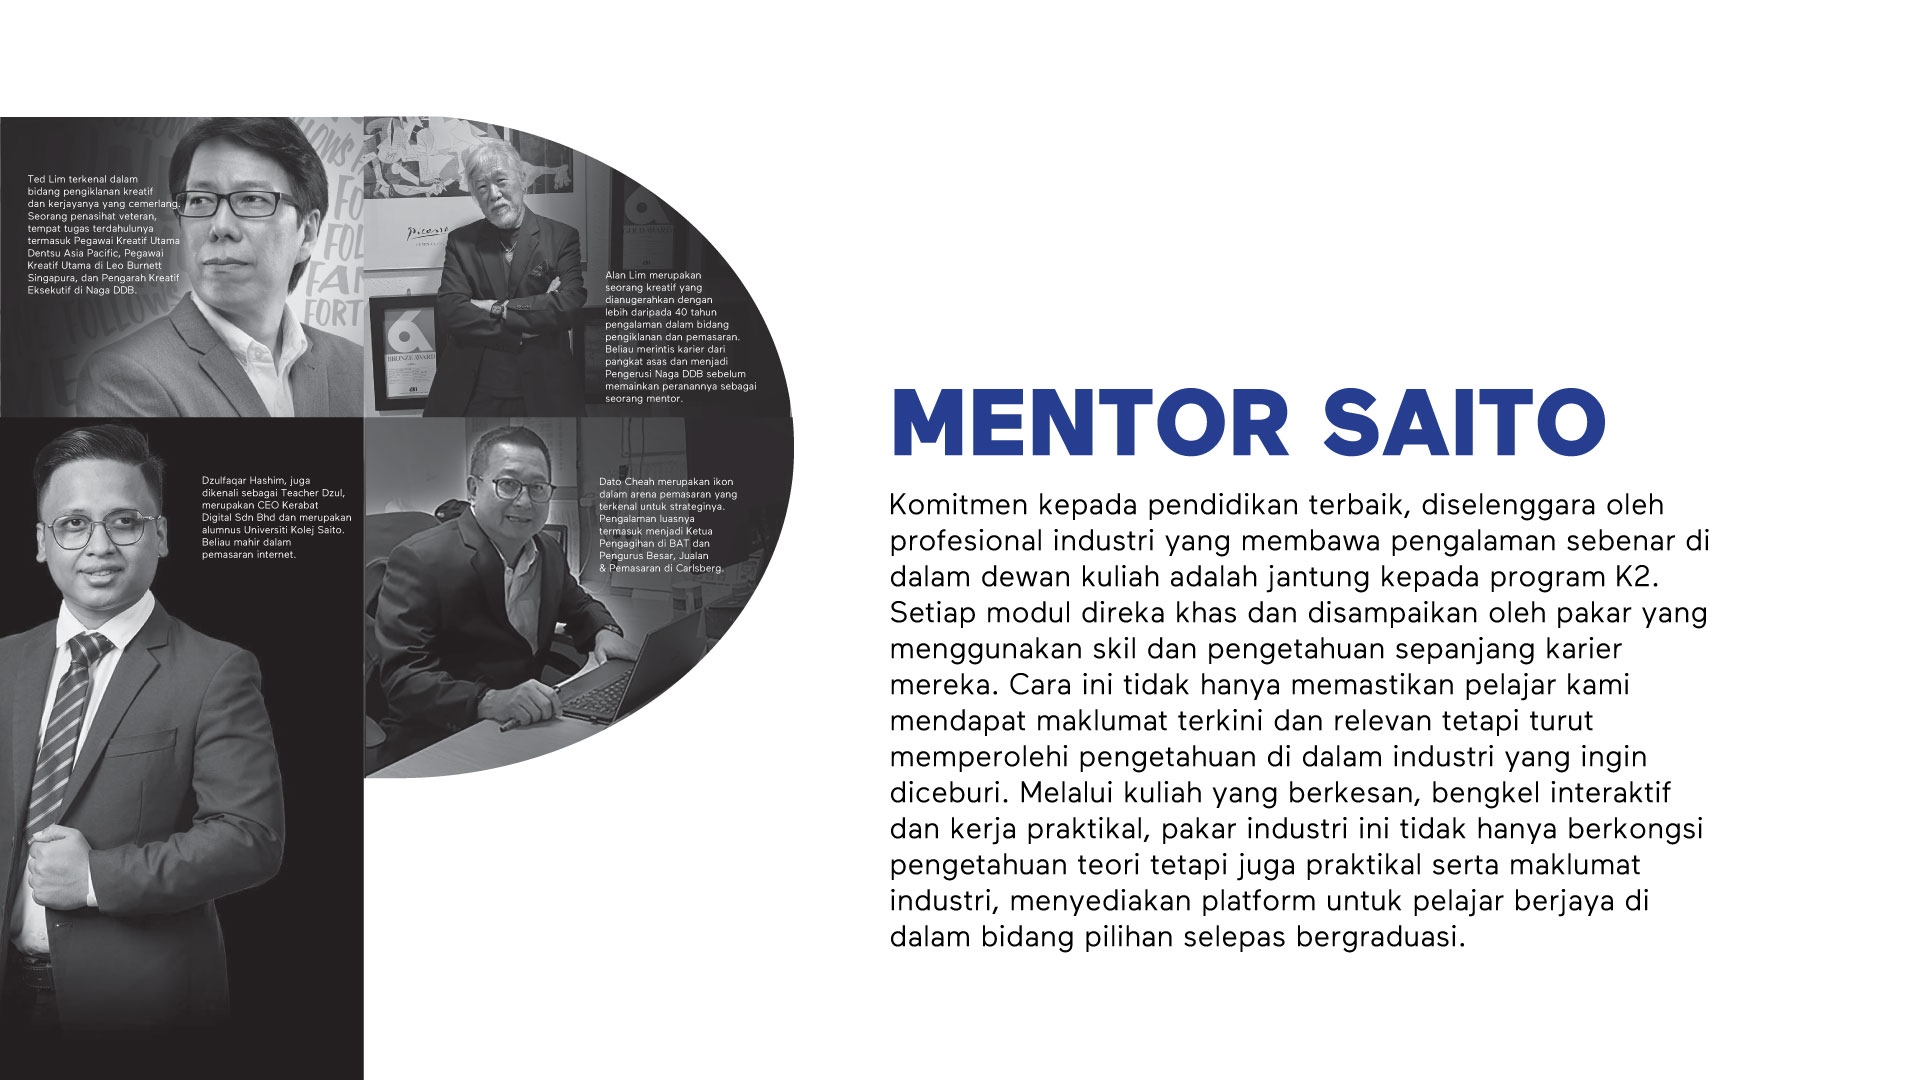 Ted Lim terkenal dalam
bidang pengiklanan kreatif
dan kerjayanya yang cemerlang.
Seorang penasihat veteran,
tempat tugas terdahulunya
termasuk Pegawai Kreatif Utama
Dentsu Asia Pacific, Pegawai
Kreatif Utama di Leo Burnett
Singapura, dan Pengarah Kreatif
Eksekutif di Naga DDB.
FOLLOW
FORT
Picasso
BRONZE AWARD
GOLD AWARD
Alan Lim merupakan
seorang kreatif yang
dianugerahkan dengan
lebih daripada 40 tahun
pengalaman dalam bidang
pengiklanan dan pemasaran.
Beliau merintis karier dari
pangkat asas dan menjadi
Pengerusi Naga DDB sebelum
memainkan peranannya sebagai
seorang mentor.
Dzulfaqar Hashim, juga
dikenali sebagai Teacher Dzul,
merupakan CEO Kerabat
Digital Sdn Bhd dan merupakan
alumnus Universiti Kolej Saito.
Beliau mahir dalam
pemasaran internet.
Dato Cheah merupakan ikon
dalam arena pemasaran yang
terkenal untuk strateginya.
Pengalaman luasnya
termasuk menjadi Ketua
Pengagihan di BAT dan
Pengurus Besar, Jualan
& Pemasaran di Carlsberg.
MENTOR SAITO
Komitmen kepada pendidikan terbaik, diselenggara oleh
profesional industri yang membawa pengalaman sebenar di
dalam dewan kuliah adalah jantung kepada program K2.
Setiap modul direka khas dan disampaikan oleh pakar yang
menggunakan skil dan pengetahuan sepanjang karier
mereka. Cara ini tidak hanya memastikan pelajar kami
mendapat maklumat terkini dan relevan tetapi turut
memperolehi pengetahuan di dalam industri yang ingin
diceburi. Melalui kuliah yang berkesan, bengkel interaktif
dan kerja praktikal, pakar industri ini tidak hanya berkongsi
pengetahuan teori tetapi juga praktikal serta maklumat
industri, menyediakan platform untuk pelajar berjaya di
dalam bidang pilihan selepas bergraduasi.